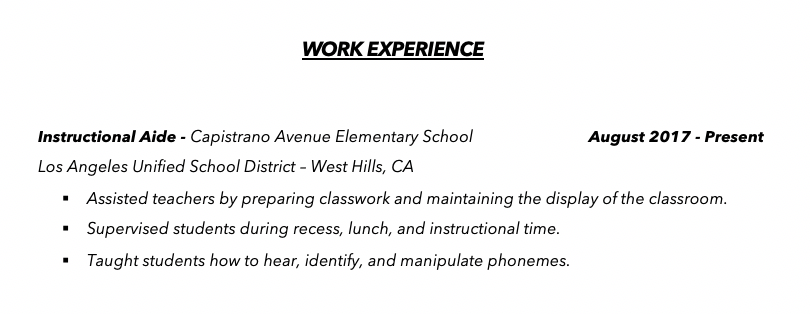 WORK EXPERIENCE
Instructional Aide - Capistrano Avenue Elementary School August 2017 - Present
Los Angeles Unified School District – West Hills, CA
▪ Assisted teachers by preparing classwork and maintaining the display of the classroom.
▪ Supervised students during recess, lunch, and instructional time.
▪ Taught students how to hear, identify, and manipulate phonemes.